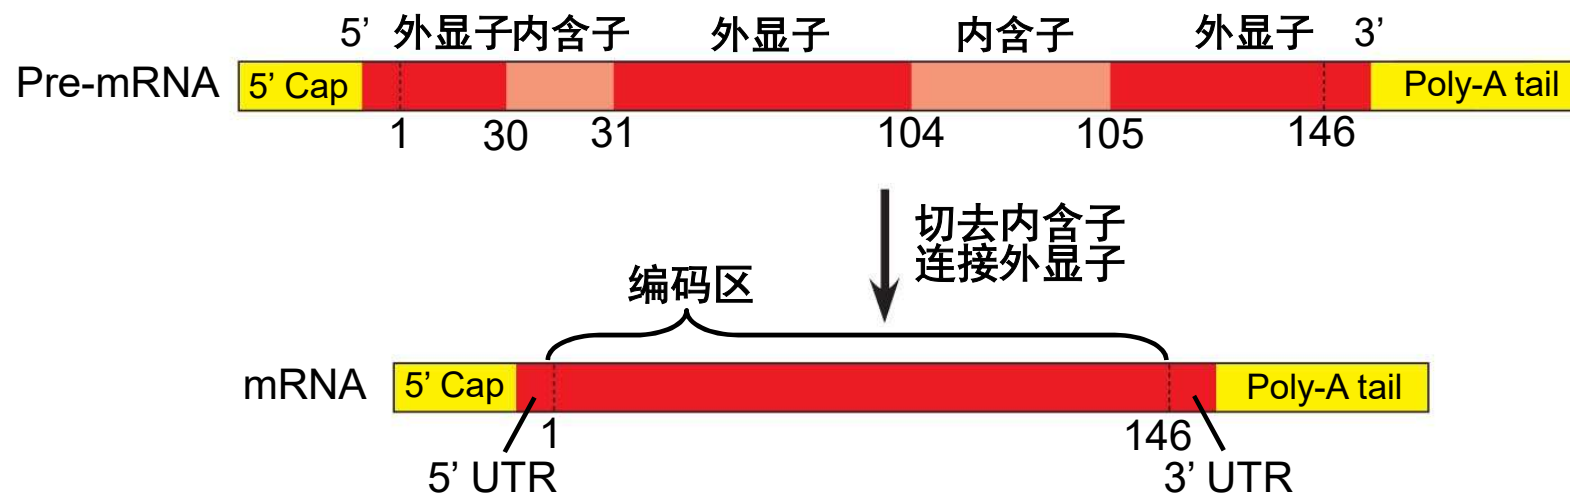 5’ 外显子 内含子 外显子 内含子 外显子 3’
Pre-mRNA 5’ Cap Poly-A tail
1 30 31 104 105 146
切去内含子
连接外显子
编码区
mRNA 5’ Cap Poly-A tail
1 146
5’ UTR 3’ UTR